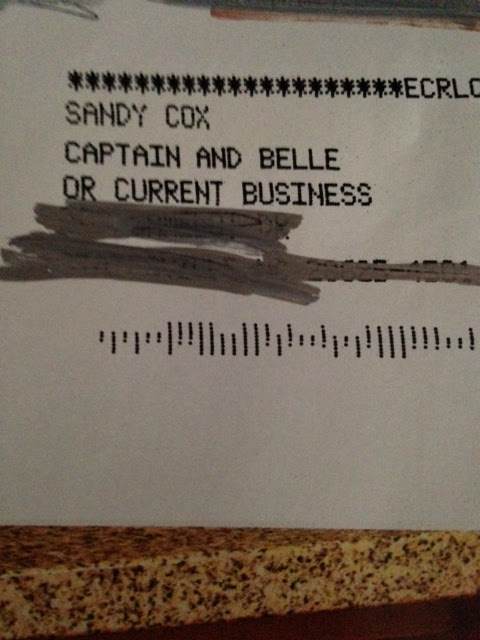 *********************ECRLO
SANDY COX
CAPTAIN AND BELLE
OR CURRENT BUSINESS